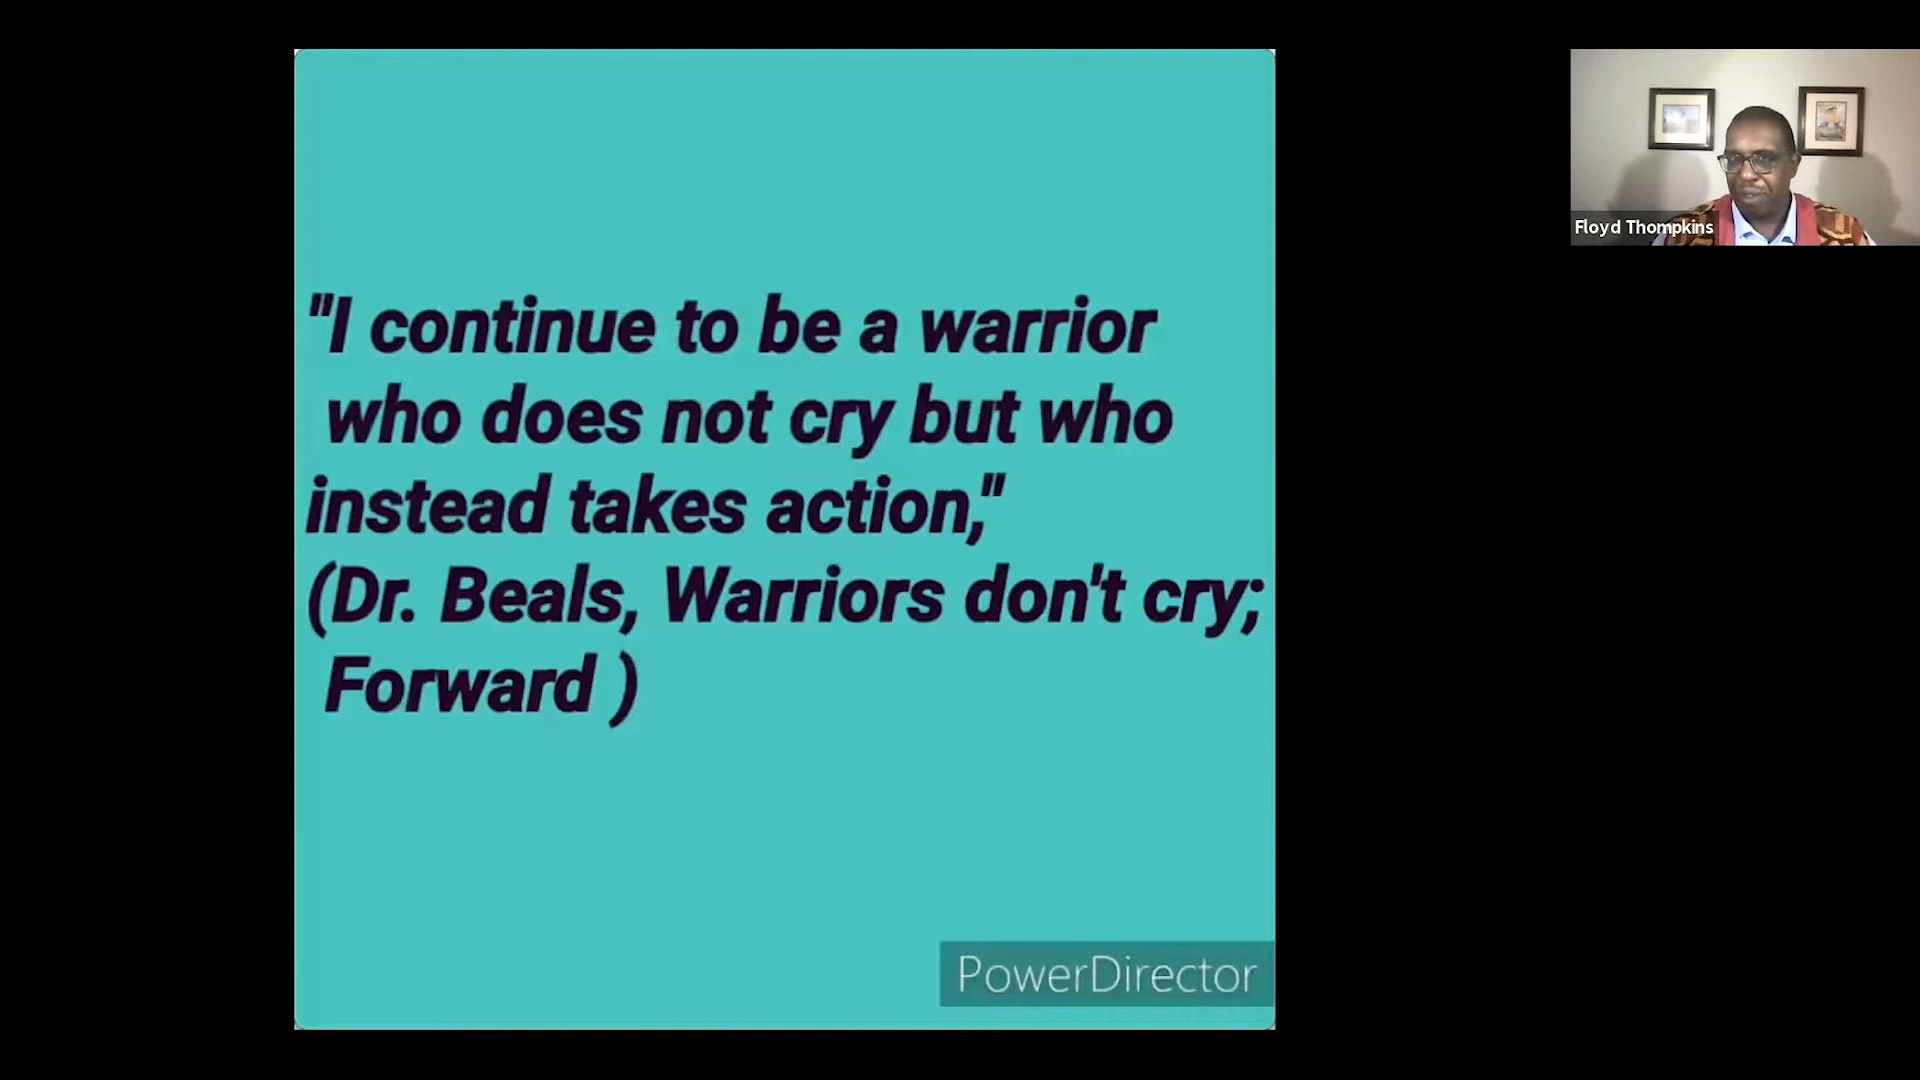 "I continue to be a warrior
who does not cry but who
instead takes action,"
(Dr. Beals, Warriors don't cry;
Forward )
PowerDirector
Floyd Thompkins